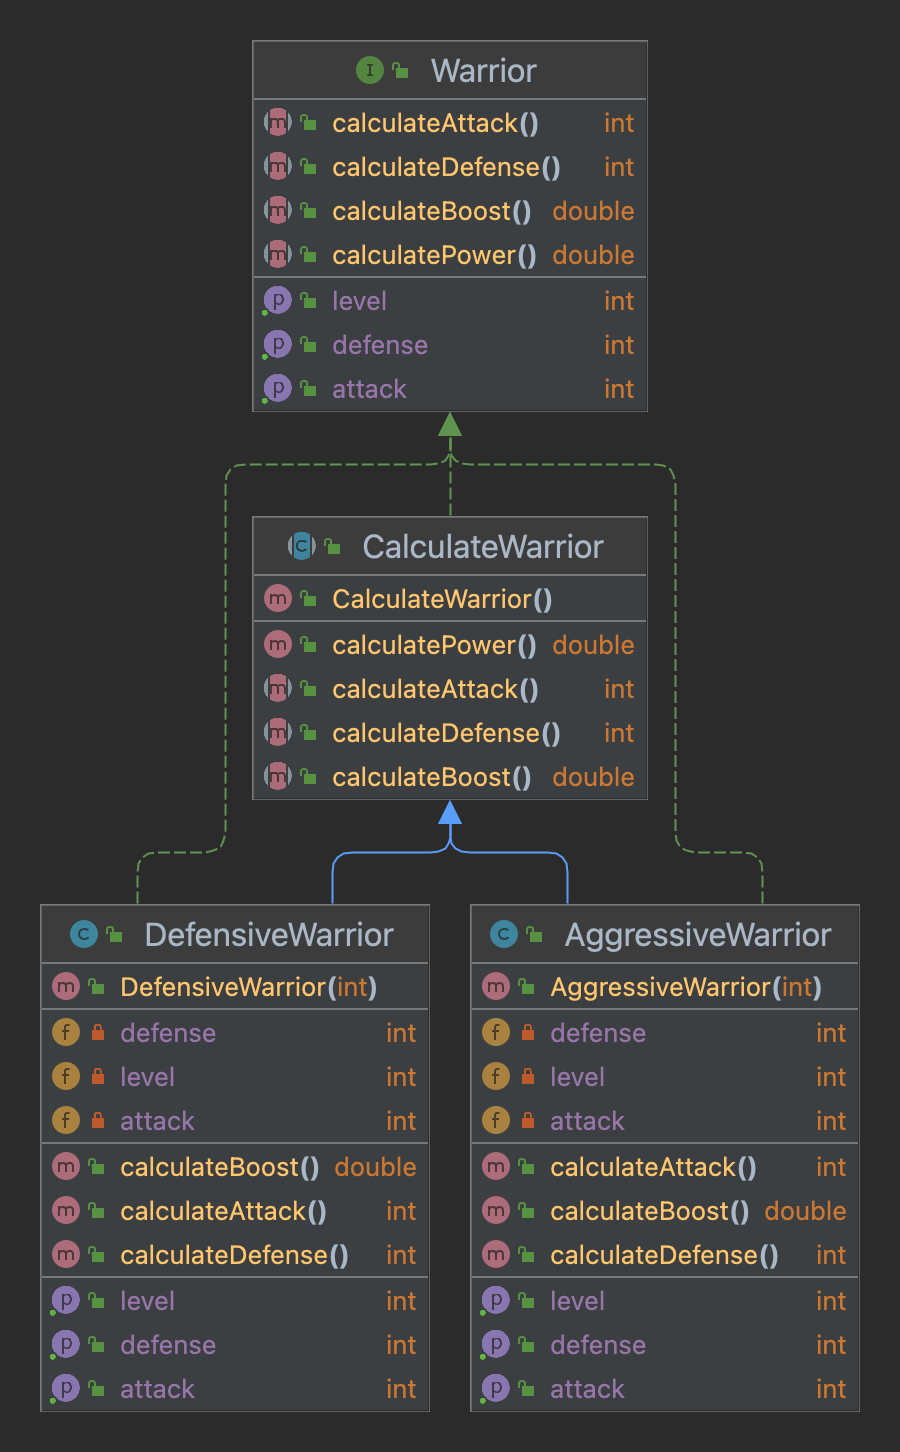 I Warrior
m calculateAttack() int
m calculateDefense() int
m calculateBoost() double
m calculatePower() double
p level int
p defense int
p attack int
C CalculateWarrior
m CalculateWarrior()
m calculatePower() double
m calculateAttack() int
m calculateDefense() int
m calculateBoost() double
C DefensiveWarrior
m DefensiveWarrior(int)
f defense int
f level int
f attack int
m calculateBoost() double
m calculateAttack() int
m calculateDefense() int
p level int
p defense int
p attack int
C AggressiveWarrior
m AggressiveWarrior(int)
f defense int
f level int
f attack int
m calculateAttack() int
m calculateBoost() double
m calculateDefense() int
p level int
p defense int
p attack int